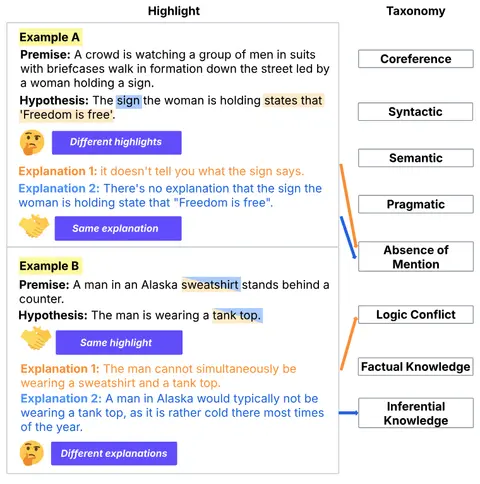 Highlight
Taxonomy
Example A
Premise: A crowd is watching a group of men in suits
with briefcases walk in formation down the street led by
a woman holding a sign.
Hypothesis: The sign the woman is holding states that
'Freedom is free'.
Different highlights
Explanation 1: it doesn't tell you what the sign says.
Explanation 2: There's no explanation that the sign the
woman is holding state that "Freedom is free".
Same explanation
Example B
Premise: A man in an Alaska sweatshirt stands behind a
counter.
Hypothesis: The man is wearing a tank top.
Same highlight
Explanation 1: The man cannot simultaneously be
wearing a sweatshirt and a tank top.
Explanation 2: A man in Alaska would typically not be
wearing a tank top, as it is rather cold there most times
of the year.
Different explanations
Coreference
Syntactic
Semantic
Pragmatic
Absence of
Mention
Logic Conflict
Factual Knowledge
Inferential
Knowledge